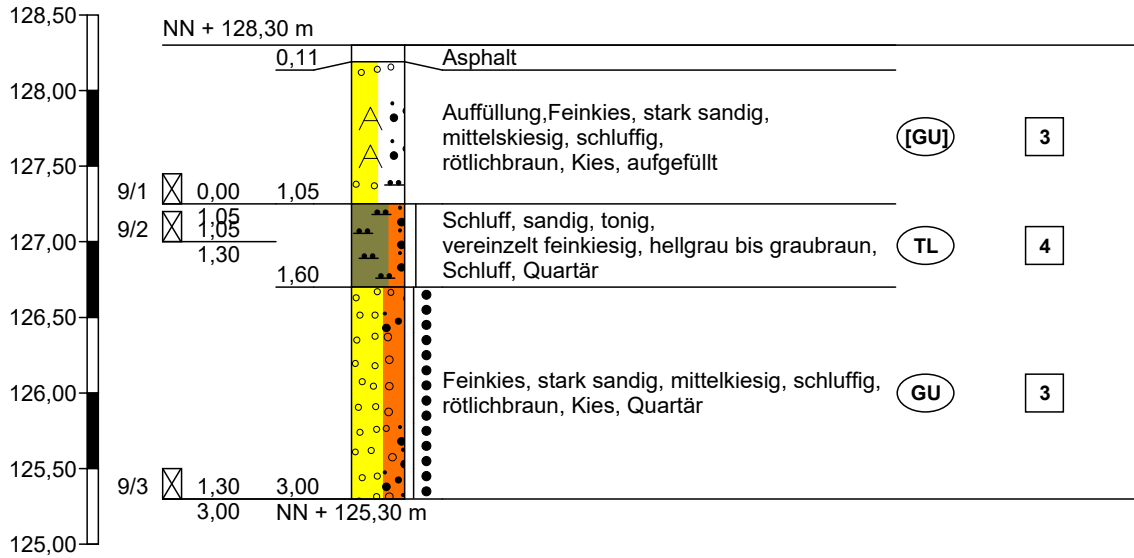 128,50
NN + 128,30 m
0,11 Asphalt
128,00
Auffüllung,Feinkies, stark sandig,
mittelskiesig, schluffig,
rötlichbraun, Kies, aufgefüllt
[GU] 3
127,50
9/1 0,00 1,05
1,05
9/2 1,05
1,30
127,00
Schluff, sandig, tonig,
vereinzelt feinkiesig, hellgrau bis graubraun,
Schluff, Quartär
TL 4
1,60
126,50
126,00
Feinkies, stark sandig, mittelkiesig, schluffig,
rötlichbraun, Kies, Quartär
GU 3
125,50
9/3 1,30 3,00
3,00 NN + 125,30 m
125,00